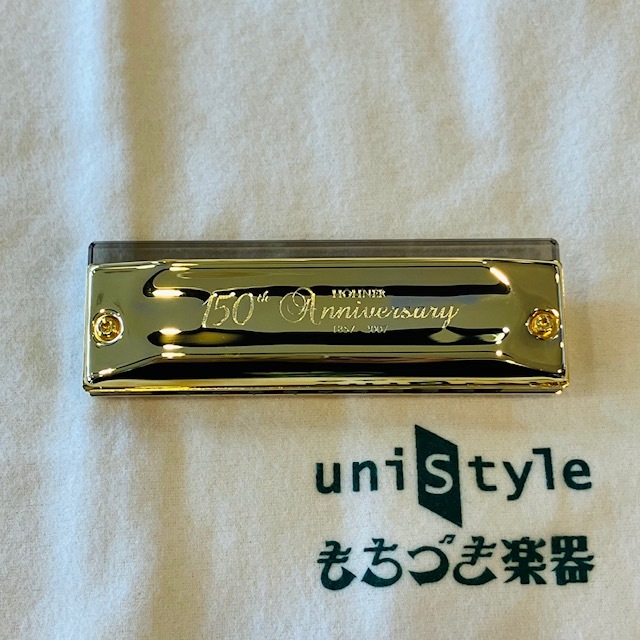 HOHNER
150th Anniversary
1857 - 2007
uniStyle
もちづき楽器